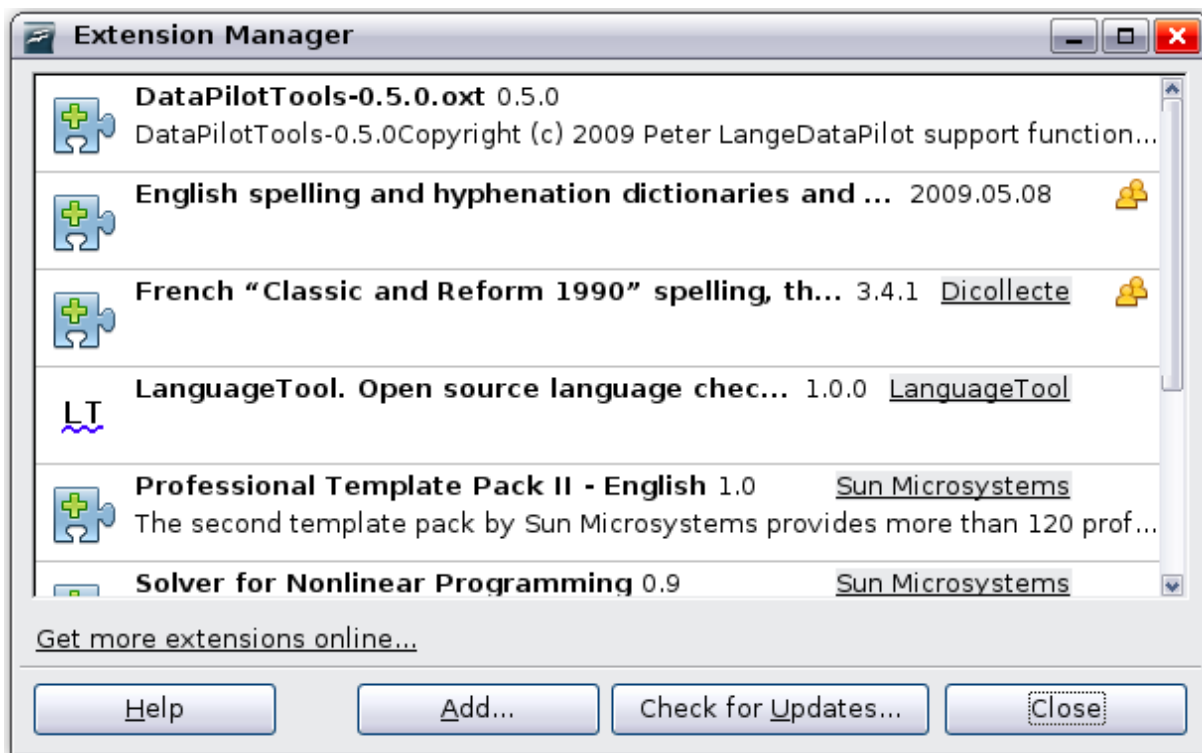 Extension Manager
DataPilotTools-0.5.0.oxt 0.5.0
DataPilotTools-0.5.0Copyright (c) 2009 Peter LangeDataPilot support function...
English spelling and hyphenation dictionaries and ... 2009.05.08
French “Classic and Reform 1990” spelling, th... 3.4.1 Dicollecte
LanguageTool. Open source language chec... 1.0.0 LanguageTool
LT
Professional Template Pack II - English 1.0 Sun Microsystems
The second template pack by Sun Microsystems provides more than 120 prof...
Solver for Nonlinear Programming 0.9 Sun Microsystems
Get more extensions online...
Help Add... Check for Updates... Close